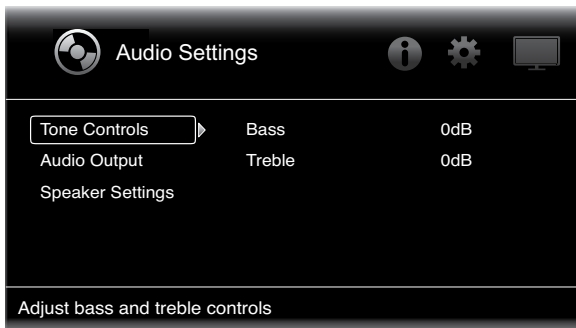 Audio Settings
Tone Controls Bass 0dB
Audio Output Treble 0dB
Speaker Settings
Adjust bass and treble controls